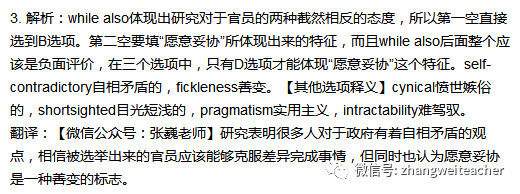 3. 解析：while also体现出研究对于官员的两种截然相反的态度，所以第一空直接
选到B选项。第二空要填“愿意妥协”所体现出来的特征，而且while also后面整个应
该是负面评价，在三个选项中，只有D选项才能体现“愿意妥协”这个特征。self-
contradictory自相矛盾的，fickleness善变。【其他选项释义】cynical愤世嫉俗
的，shortsighted目光短浅的，pragmatism实用主义，intractability难驾驭。
翻译：【微信公众号：张巍老师】研究表明很多人对于政府有着自相矛盾的观
点，相信被选举出来的官员应该能够克服差异完成事情，但同时也认为愿意妥协
是一种善变的标志。
微信号: zhangweiteacher